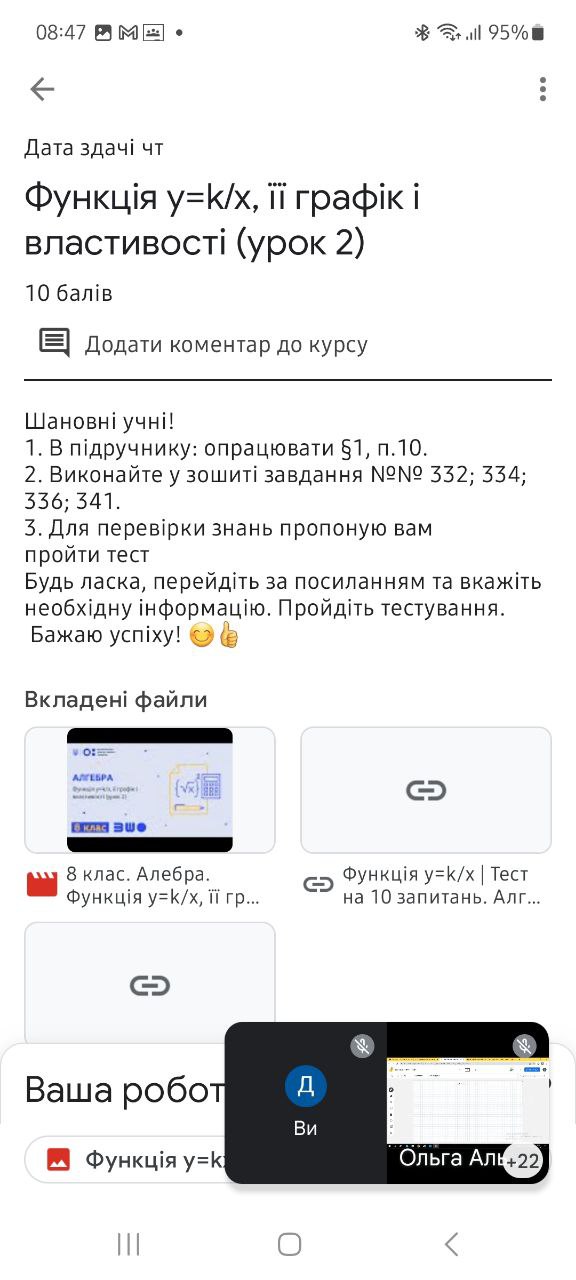 08:47
95%
Дата здачі чт
Функція y=k/x, її графік і
властивості (урок 2)
10 балів
Додати коментар до курсу
Шановні учні!
1. В підручнику: опрацювати §1, п.10.
2. Виконайте у зошиті завдання №№ 332; 334;
336; 341.
3. Для перевірки знань пропоную вам
пройти тест
Будь ласка, перейдіть за посиланням та вкажіть
необхідну інформацію. Пройдіть тестування.
Бажаю успіху! 😊👍
Вкладені файли
АЛГЕБРА
Функція y=k/x, її графік і
властивості (урок 2)
8 КЛАС
8 клас. Алебра.
Функція y=k/x, її гр...
Функція y=k/x | Тест
на 10 запитань. Алг...
Ваша робот
Функція y=k
Д
Ви
Ольга Аль
+22